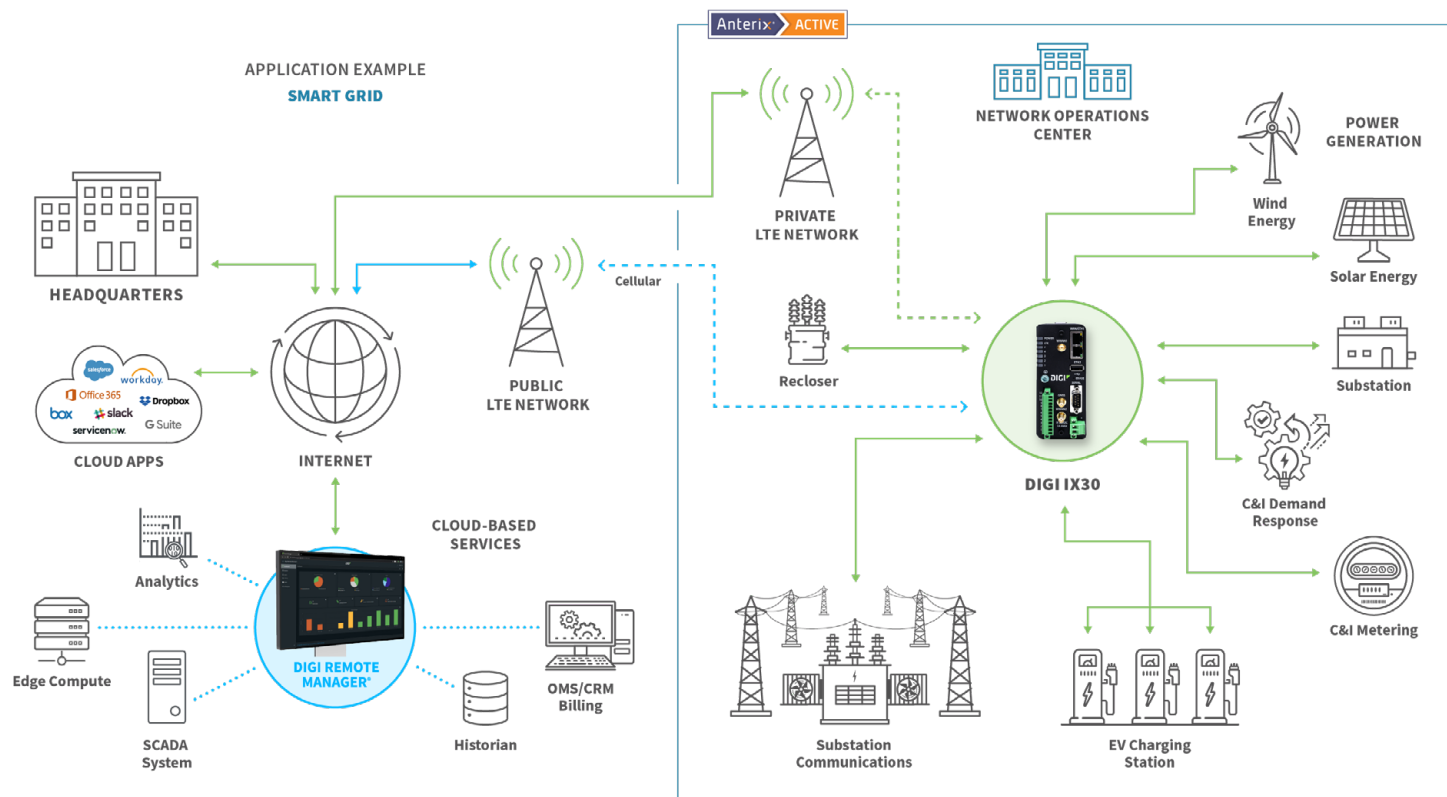 Anterix ACTIVE
APPLICATION EXAMPLE
SMART GRID
NETWORK OPERATIONS
CENTER
POWER
GENERATION
Wind
Energy
PRIVATE
LTE NETWORK
Solar Energy
HEADQUARTERS
Cellular
Recloser
DIGI
Substation
PUBLIC
LTE NETWORK
salesforce
workday.
Office 365
Dropbox
box
slack
servicenow
G Suite
CLOUD APPS
INTERNET
DIGI IX30
C&I Demand
Response
CLOUD-BASED
SERVICES
Analytics
C&I Metering
Edge Compute
DIGI REMOTE
MANAGER®
OMS/CRM
Billing
SCADA
System
Historian
Substation
Communications
EV Charging
Station